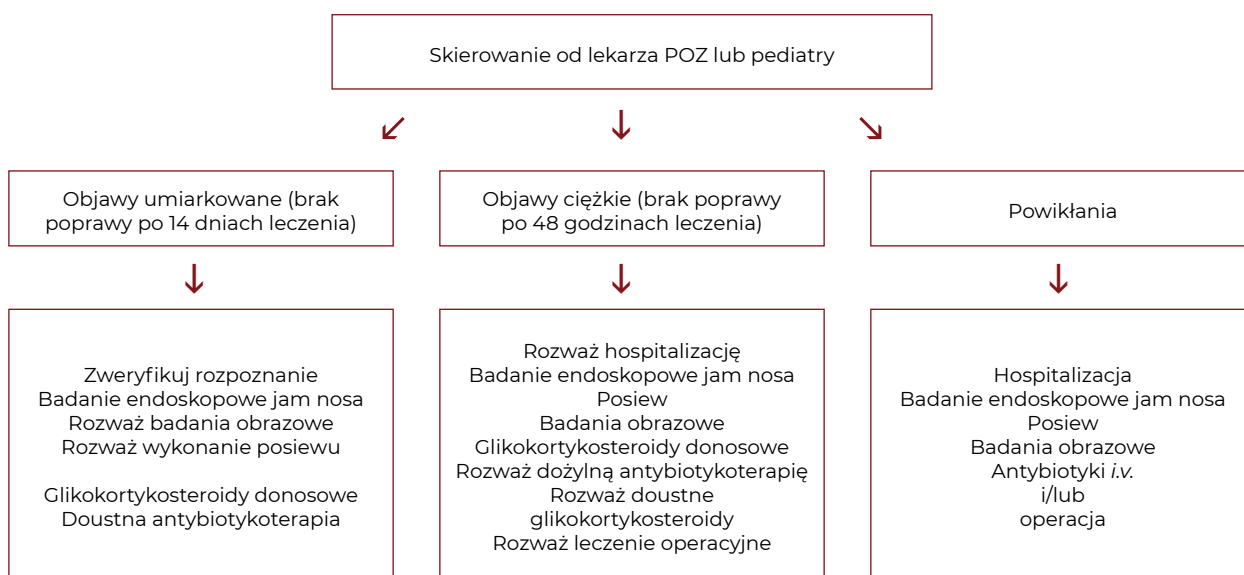 Skierowanie od lekarza POZ lub pediatry
Objawy umiarkowane (brak
poprawy po 14 dniach leczenia)
Objawy ciężkie (brak poprawy
po 48 godzinach leczenia)
Powikłania
Zweryfikuj rozpoznanie
Badanie endoskopowe jam nosa
Rozważ badania obrazowe
Rozważ wykonanie posiewu
Glikokortykosteroidy donosowe
Doustna antybiotykoterapia
Rozważ hospitalizację
Badanie endoskopowe jam nosa
Posiew
Badania obrazowe
Glikokortykosteroidy donosowe
Rozważ dożylną antybiotykoterapię
Rozważ doustne
glikokortykosteroidy
Rozważ leczenie operacyjne
Hospitalizacja
Badanie endoskopowe jam nosa
Posiew
Badania obrazowe
Antybiotyki i.v.
i/lub
operacja